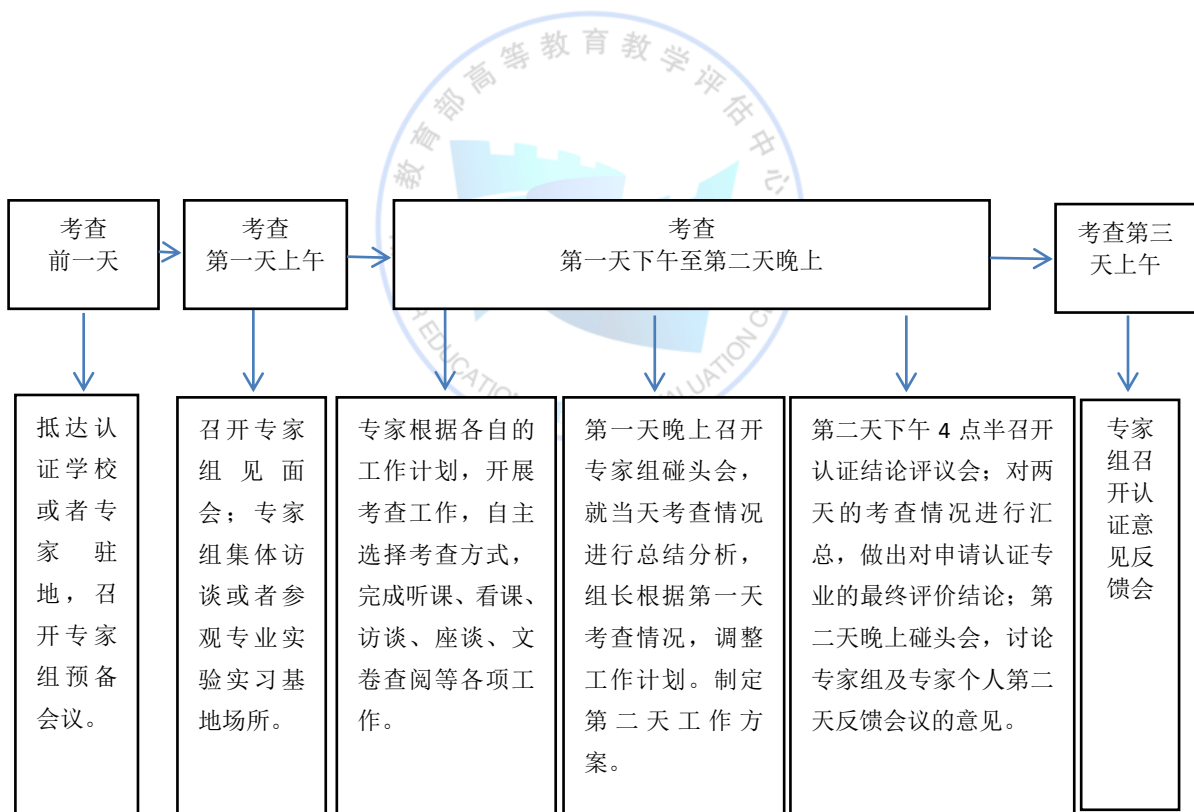 教育部高等教育教学评估中心
考查
前一天
考查
第一天上午
考查
第一天下午至第二天晚上
考查第三
天上午
抵达认
证学校
或者专
家驻
地，召
开专家
组预备
会议。
召开专家
组见面
会；专家
组集体访
谈或者参
观专业实
验实习基
地场所。
专家根据各自的
工作计划，开展
考查工作，自主
选择考查方式，
完成听课、看课、
访谈、座谈、文
卷查阅等各项工
作。
第一天晚上召开
专家组碰头会，
就当天考查情况
进行总结分析，
组长根据第一天
考查情况，调整
工作计划。制定
第二天工作方
案。
第二天下午 4 点半召开
认证结论评议会；对两
天的考查情况进行汇
总，做出对申请认证专
业的最终评价结论；第
二天晚上碰头会，讨论
专家组及专家个人第二
天反馈会议的意见。
专家
组召
开认
证意
见反
馈会